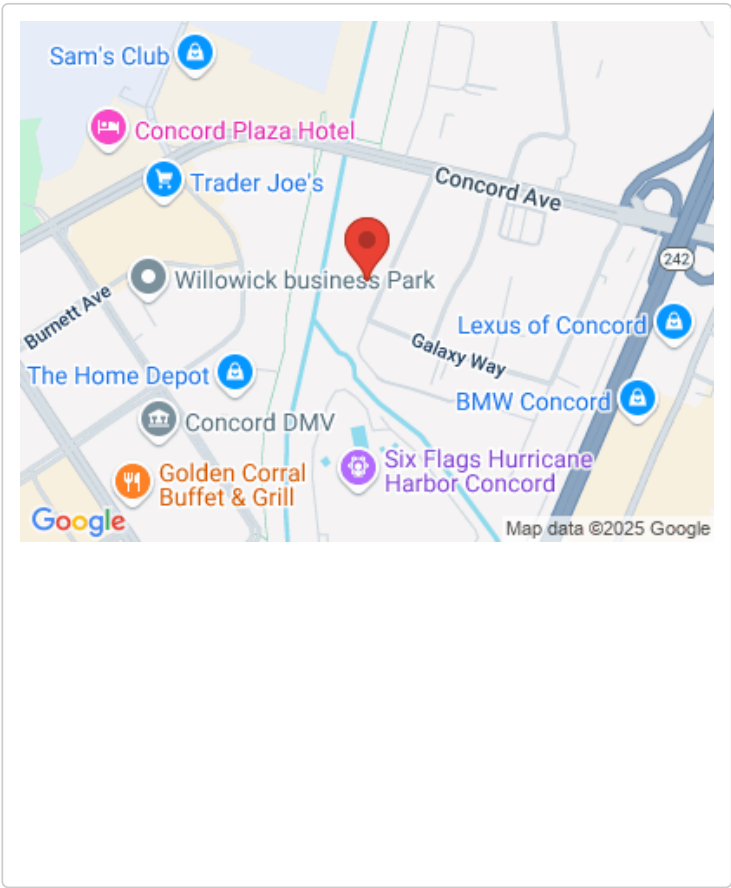 Sam's Club
Concord Plaza Hotel
Trader Joe's
Concord Ave
242
Willowick business Park
Burnett Ave
Lexus of Concord
Galaxy Way
The Home Depot
BMW Concord
Concord DMV
Six Flags Hurricane
Harbor Concord
Golden Corral
Buffet & Grill
Google
Map data ©2025 Google